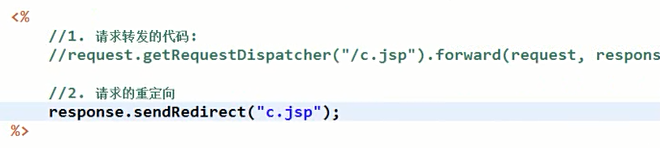 <%
//1. 请求转发的代码:
//request.getRequestDispatcher("/c.jsp").forward(request, respons
//2. 请求的重定向
response.sendRedirect("c.jsp");
%>